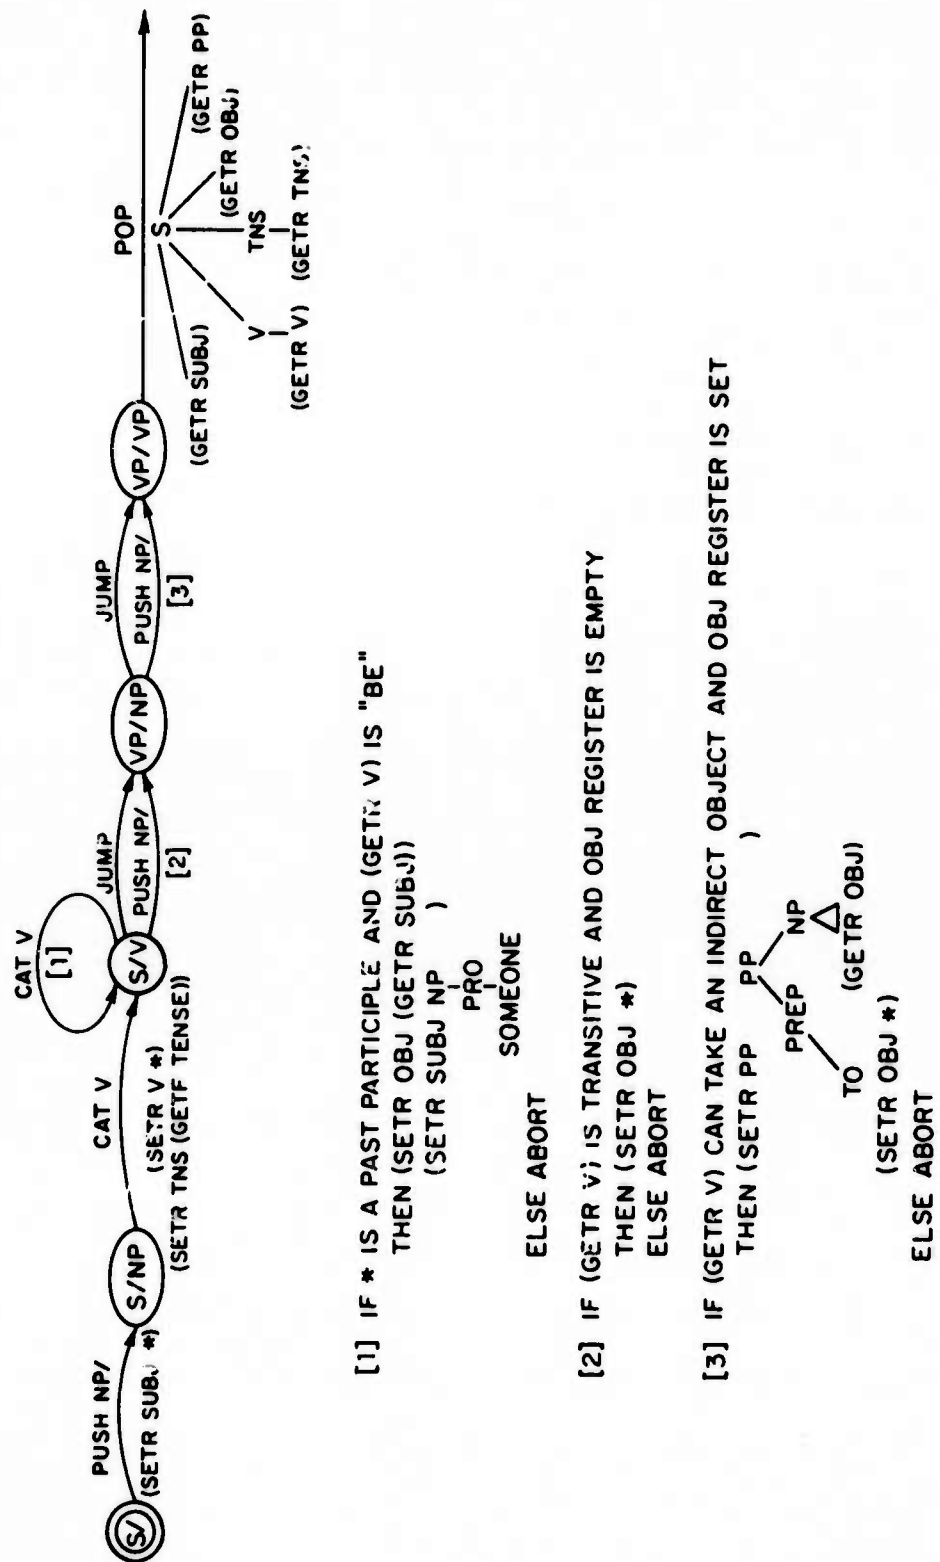 CAT V
[1]
PUSH NP/
CAT V
JUMP
JUMP
POP
S/
S/NP
S/V
PUSH NP/
VP/NP
PUSH NP/
VP/VP
(SETR SUBJ *)
(SETR V *)
(SETR TNS (GETF TENSE))
[2]
[3]
S
(GETR SUBJ)
V
TNS
(GETR OBJ)
(GETR PP)
(GETR V)
(GETR TNS)
[1] IF * IS A PAST PARTICIPLE AND (GETR V) IS "BE"
THEN (SETR OBJ (GETR SUBJ))
(SETR SUBJ NP )
PRO
SOMEONE
ELSE ABORT
[2] IF (GETR V) IS TRANSITIVE AND OBJ REGISTER IS EMPTY
THEN (SETR OBJ *)
ELSE ABORT
[3] IF (GETR V) CAN TAKE AN INDIRECT OBJECT AND OBJ REGISTER IS SET
THEN (SETR PP PP )
PREP NP
TO (GETR OBJ)
(SETR OBJ *)
ELSE ABORT